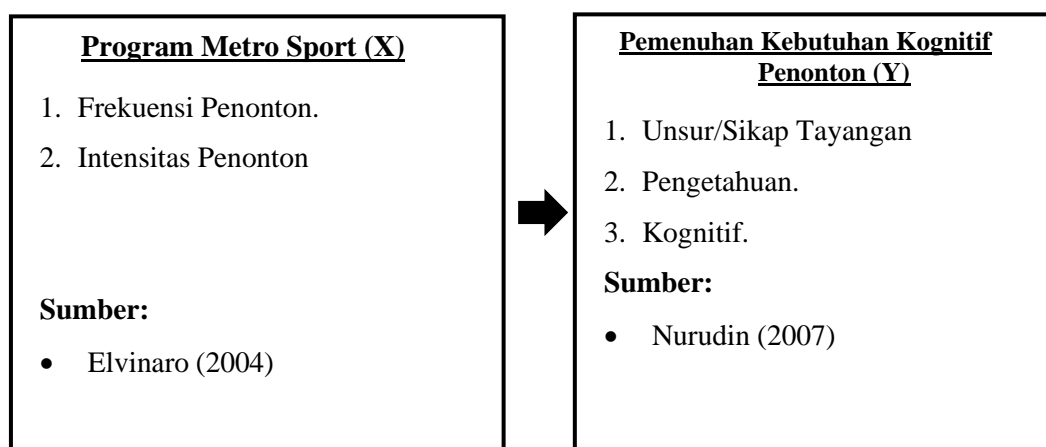 Program Metro Sport (X)
1. Frekuensi Penonton.
2. Intensitas Penonton
Sumber:
• Elvinaro (2004)
Pemenuhan Kebutuhan Kognitif
Penonton (Y)
1. Unsur/Sikap Tayangan
2. Pengetahuan.
3. Kognitif.
Sumber:
• Nurudin (2007)